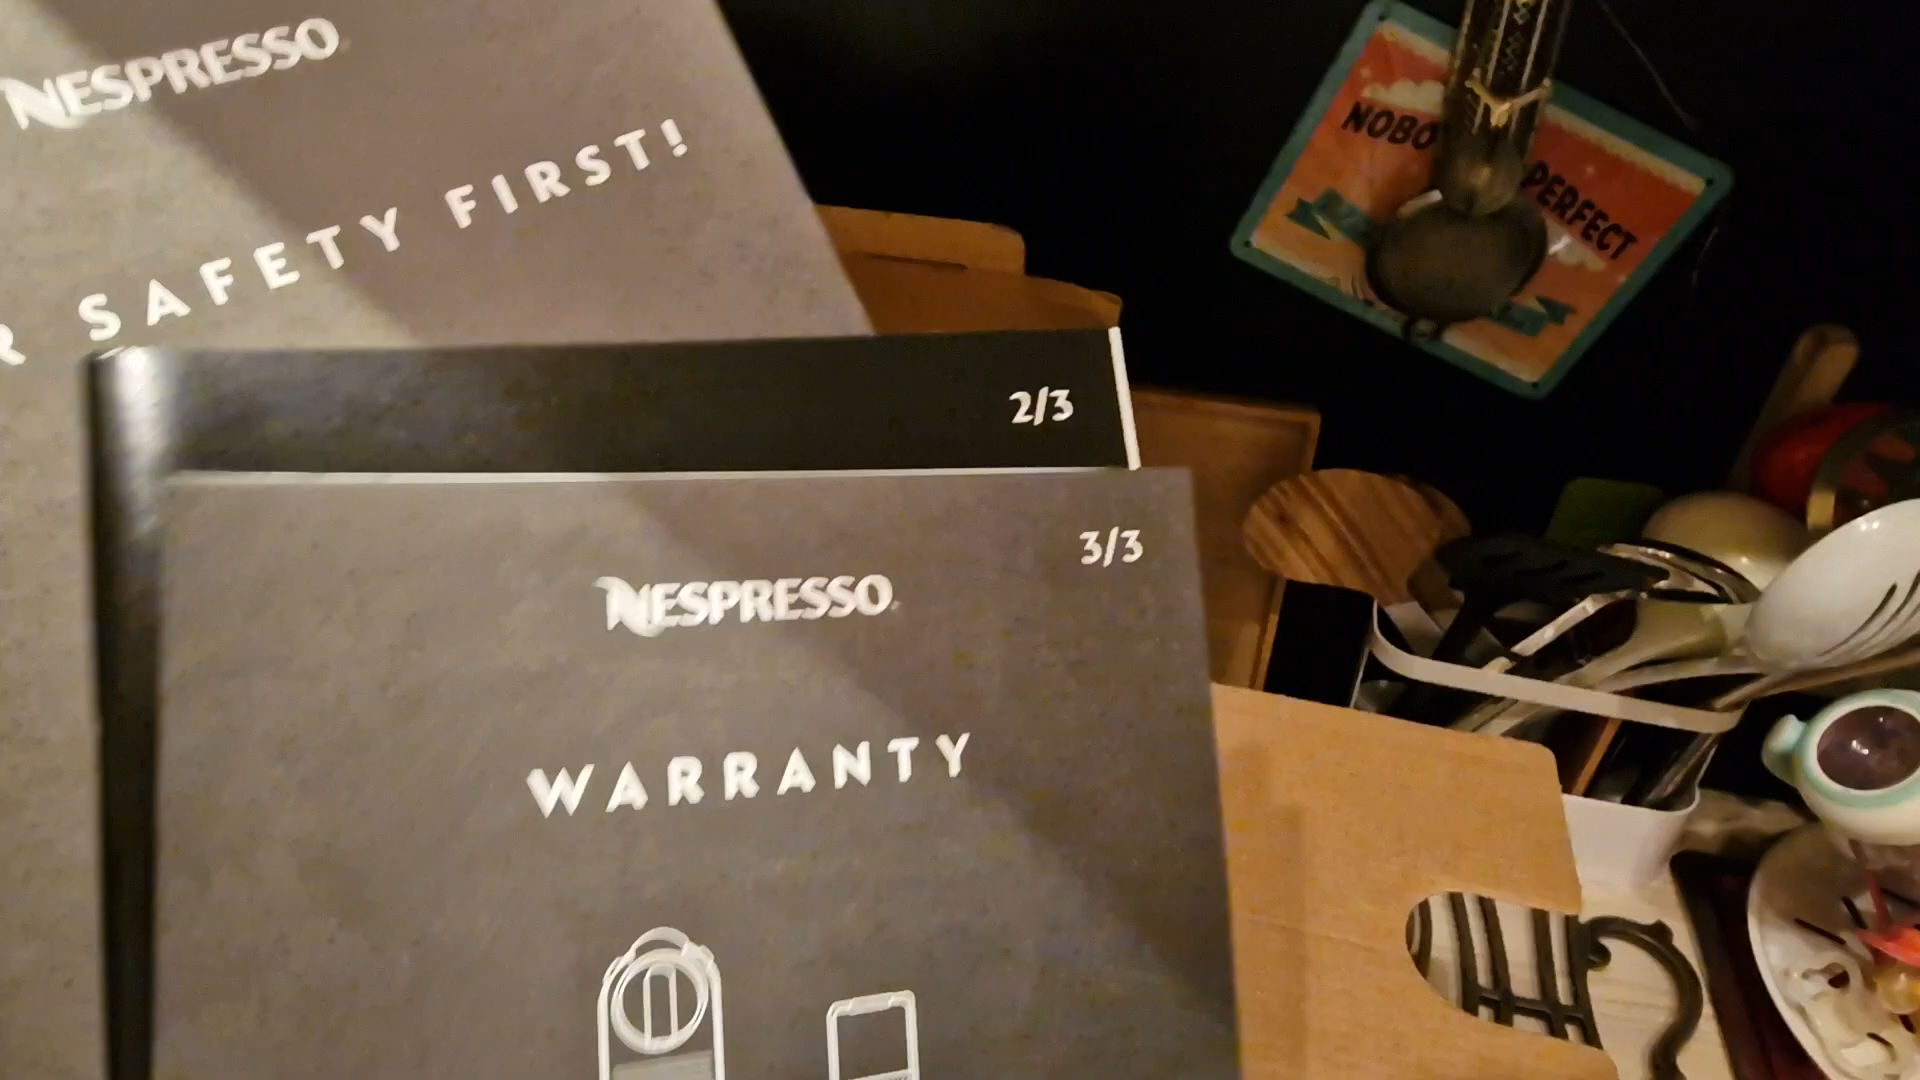 NESPRESSO
SAFETY FIRST!
2/3
3/3
NESPRESSO
WARRANTY
PERFECT